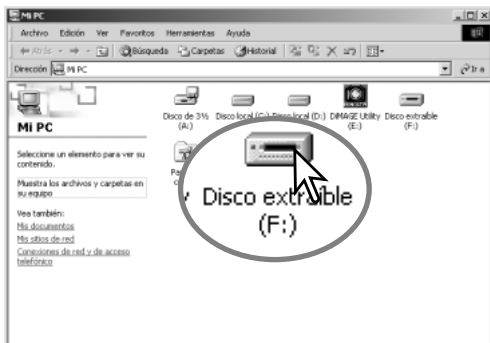 Mi PC
Archivo Edición Ver Favoritos Herramientas Ayuda
Atrás Búsqueda Carpetas Historial
Dirección Mi PC Ir a
Disco de 3½ (A:)
Disco local (C:)
Disco local (D:)
DiMAGE Utility (E:)
Disco extraíble (F:)
Mi PC
Seleccione un elemento para ver su
contenido.
Muestra los archivos y carpetas en
su equipo
Vea también:
Mis documentos
Mis sitios de red
Conexiones de red y de acceso
telefónico
Disco extraíble
(F:)